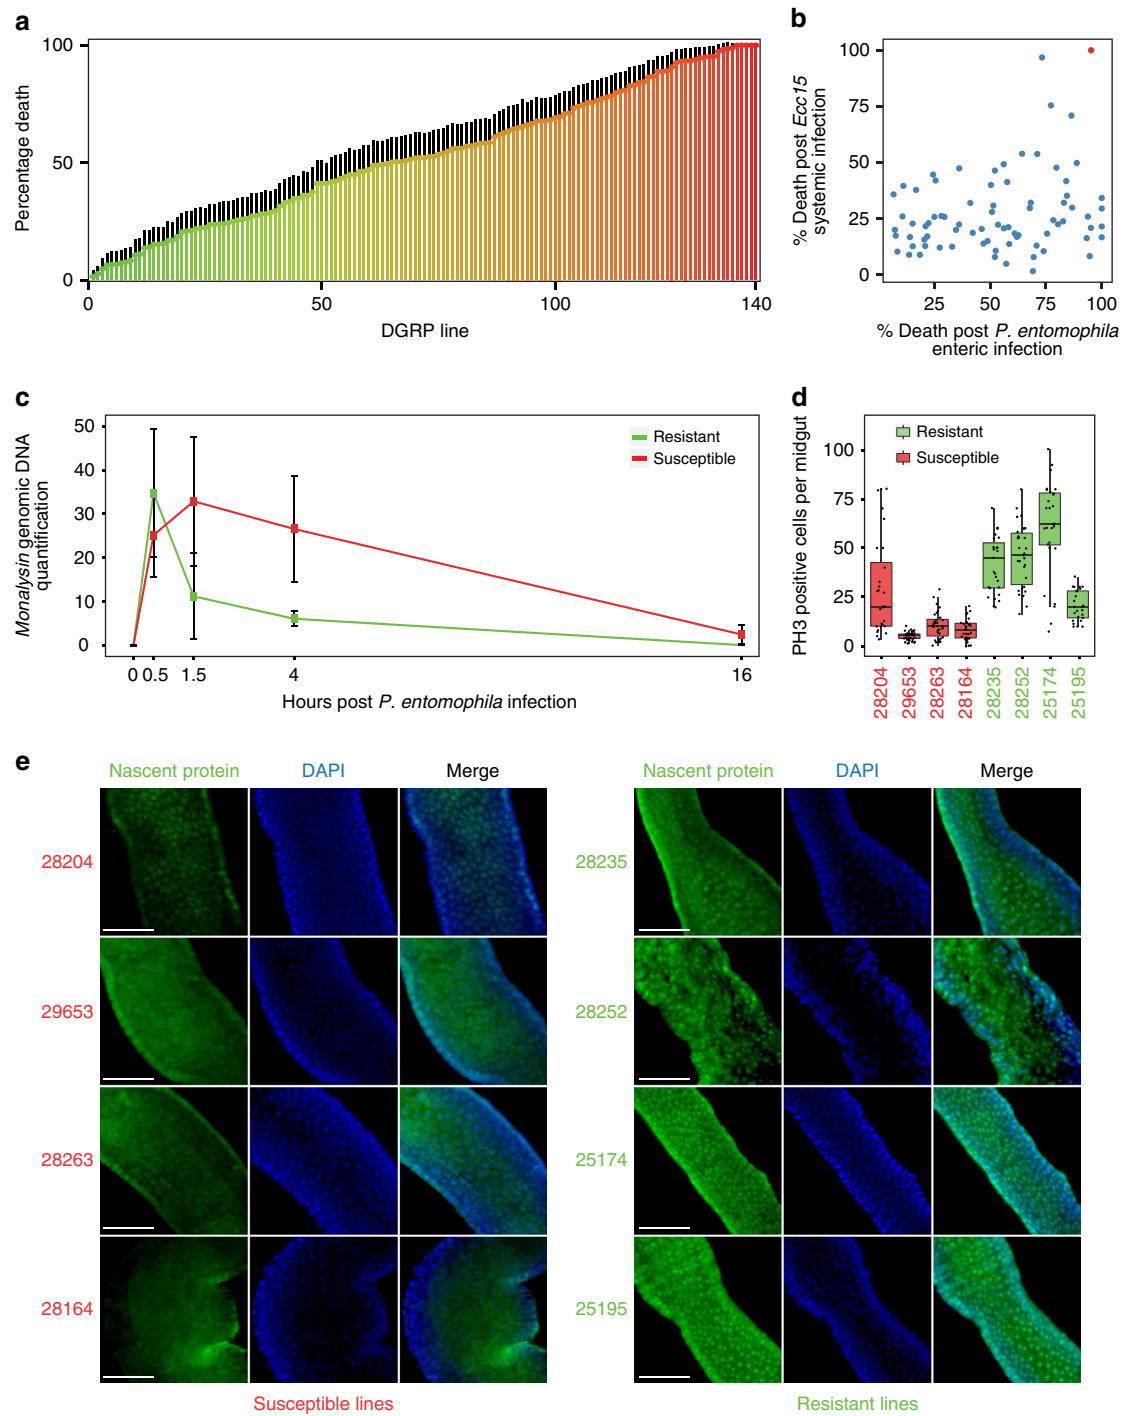 a
Percentage death
100
50
0
0
50
100
140
DGRP line
b
% Death post Ecc15
systemic infection
100
75
50
25
0
25
50
75
100
% Death post P. entomophila
enteric infection
c
Monalysin genomic DNA
quantification
50
40
30
20
10
0
0
0.5
1.5
4
16
Hours post P. entomophila infection
Resistant
Susceptible
d
PH3 positive cells per midgut
100
75
50
25
0
Resistant
Susceptible
28204
29653
28263
28164
28235
28252
25174
25195
e
Nascent protein
DAPI
Merge
Nascent protein
DAPI
Merge
28204
28235
29653
28252
28263
25174
28164
25195
Susceptible lines
Resistant lines